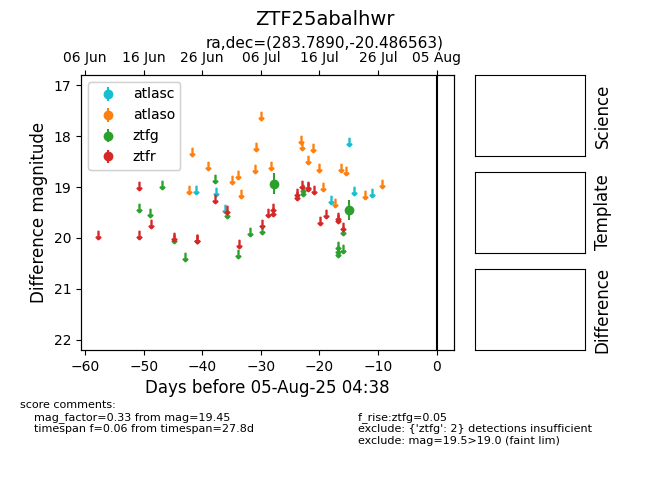 ZTF25abalhwr
ra,dec=(283.7890,-20.486563)
06 Jun 16 Jun 26 Jun 06 Jul 16 Jul 26 Jul 05 Aug
17
18
19
20
21
22
Difference magnitude
atlasc
atlaso
ztfg
ztfr
−60 −50 −40 −30 −20 −10 0
Days before 05-Aug-25 04:38
Science
Template
Difference
score comments:
mag_factor=0.33 from mag=19.45
timespan f=0.06 from timespan=27.8d
f_rise:ztfg=0.05
exclude: {'ztfg': 2} detections insufficient
exclude: mag=19.5>19.0 (faint lim)